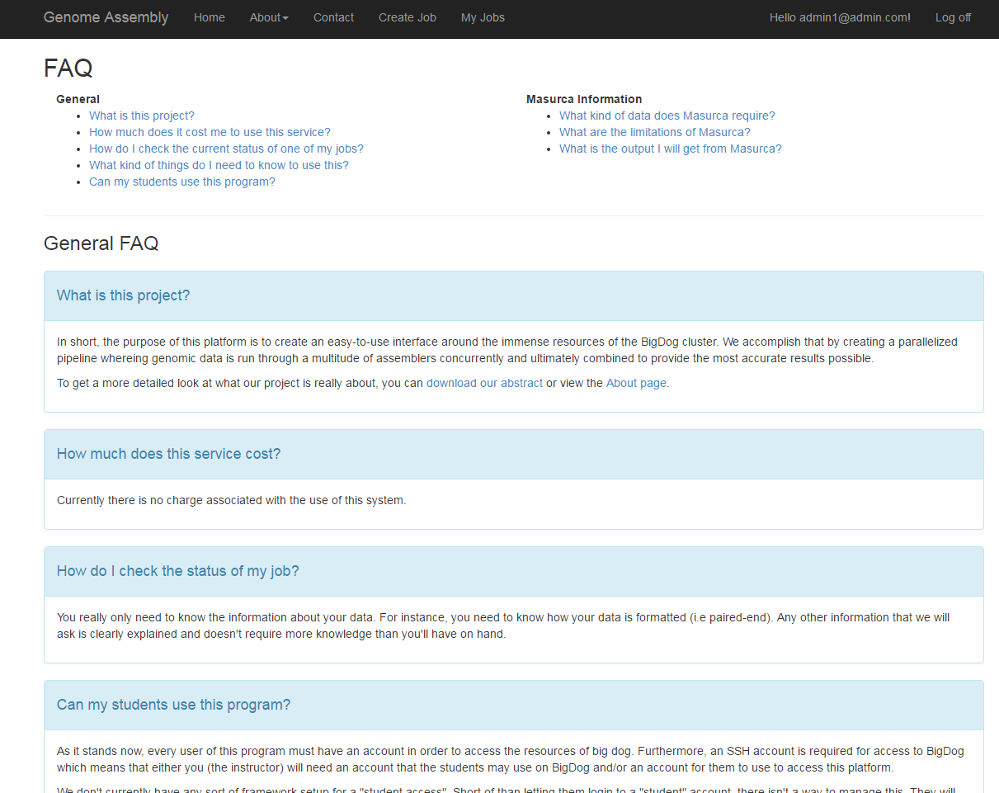 Genome Assembly Home About Contact Create Job My Jobs Hello admin1@admin.com! Log off
FAQ
General
What is this project?
How much does it cost me to use this service?
How do I check the current status of one of my jobs?
What kind of things do I need to know to use this?
Can my students use this program?
Masurca Information
What kind of data does Masurca require?
What are the limitations of Masurca?
What is the output I will get from Masurca?
General FAQ
What is this project?
In short, the purpose of this platform is to create an easy-to-use interface around the immense resources of the BigDog cluster. We accomplish that by creating a parallelized
pipeline whereing genomic data is run through a multitude of assemblers concurrently and ultimately combined to provide the most accurate results possible.
To get a more detailed look at what our project is really about, you can download our abstract or view the About page.
How much does this service cost?
Currently there is no charge associated with the use of this system.
How do I check the status of my job?
You really only need to know the information about your data. For instance, you need to know how your data is formatted (i.e paired-end). Any other information that we will
ask is clearly explained and doesn't require more knowledge than you'll have on hand.
Can my students use this program?
As it stands now, every user of this program must have an account in order to access the resources of big dog. Furthermore, an SSH account is required for access to BigDog
which means that either you (the instructor) will need an account that the students may use on BigDog and/or an account for them to use to access this platform.
We don't currently have any sort of framework setup for a "student access". Short of than letting them login to a "student" account, there isn't a way to manage this. They will